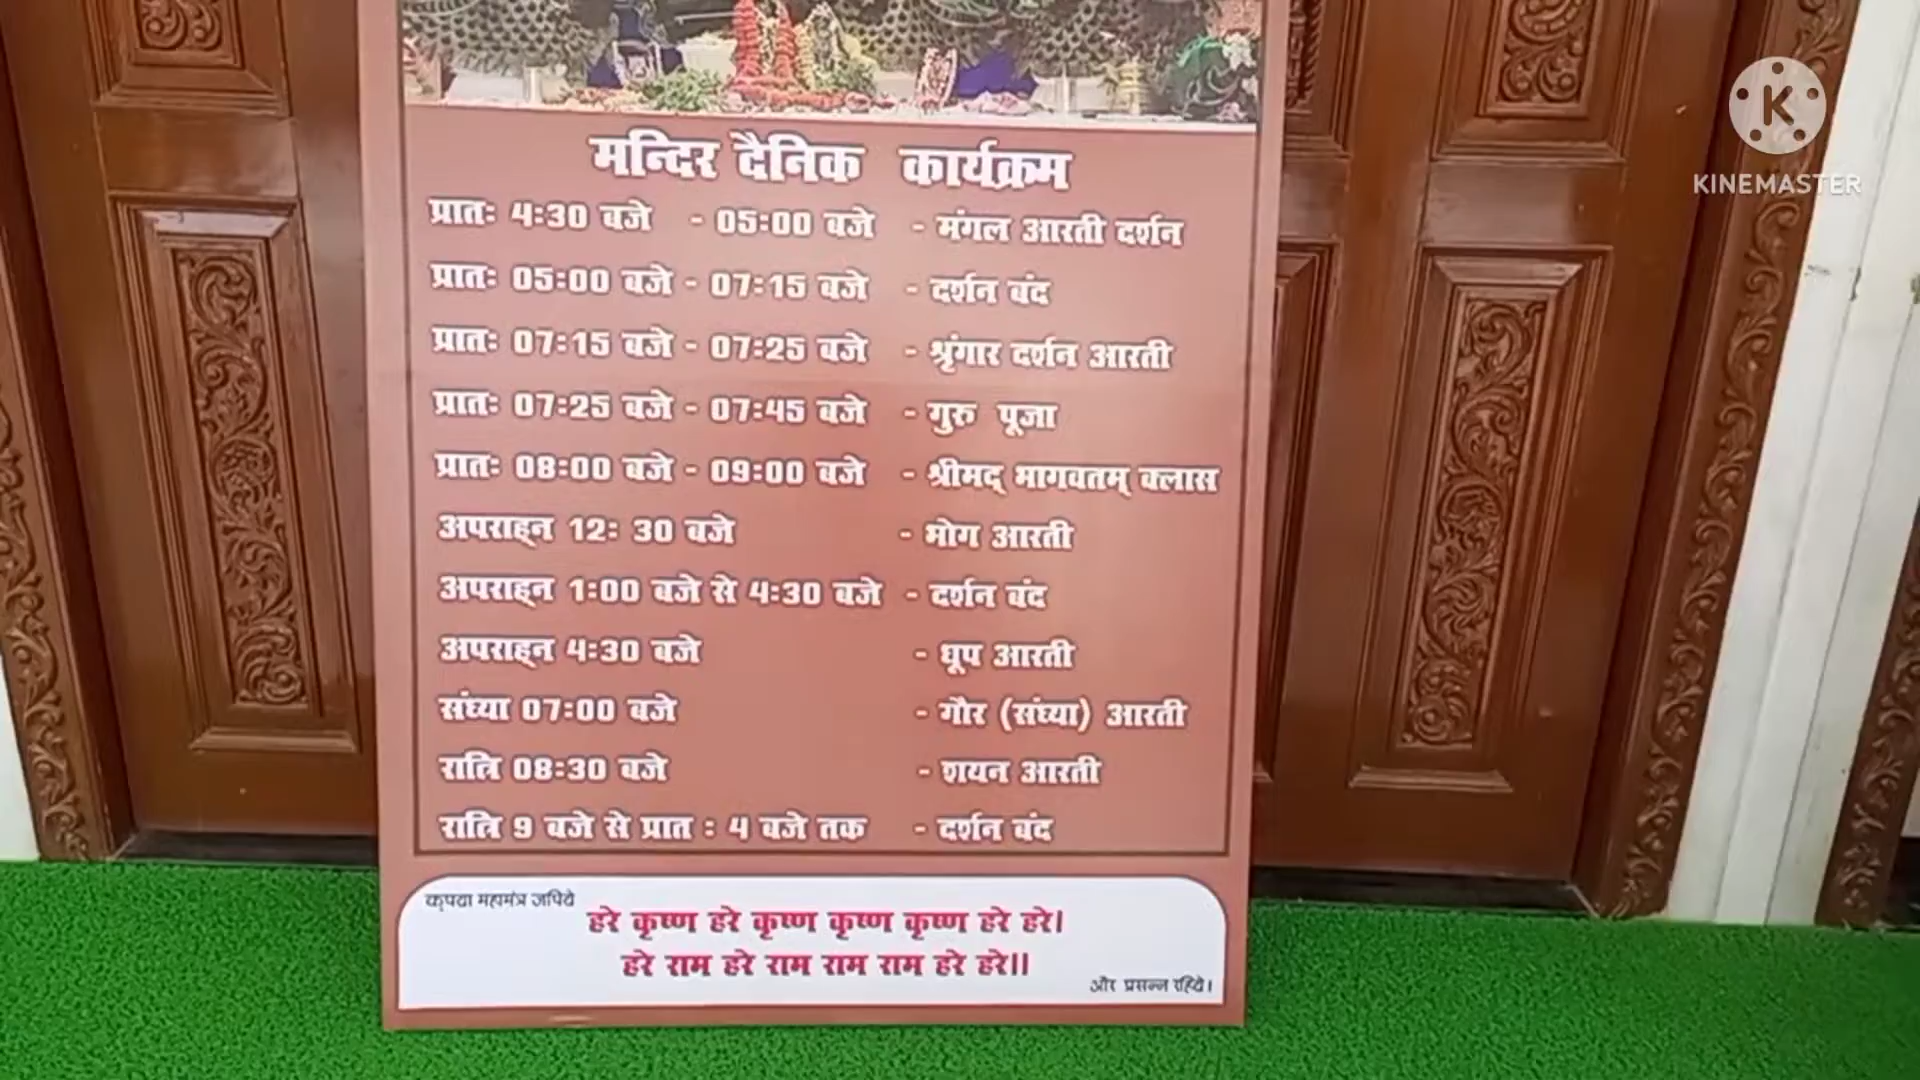 मन्दिर दैनिक कार्यक्रम
प्रातः 4:30 बजे - 05:00 बजे - मंगल आरती दर्शन
प्रातः 05:00 बजे - 07:15 बजे - दर्शन बंद
प्रातः 07:15 बजे - 07:25 बजे - श्रृंगार दर्शन आरती
प्रातः 07:25 बजे - 07:45 बजे - गुरु पूजा
प्रातः 08:00 बजे - 09:00 बजे - श्रीमद् भागवतम् क्लास
अपराह्न 12: 30 बजे - भोग आरती
अपराह्न 1:00 बजे से 4:30 बजे - दर्शन बंद
अपराह्न 4:30 बजे - धूप आरती
संध्या 07:00 बजे - गौर (संध्या) आरती
रात्रि 08:30 बजे - शयन आरती
रात्रि 9 बजे से प्रात : 4 बजे तक - दर्शन बंद
कृपया महामंत्र जपिये
हरे कृष्ण हरे कृष्ण कृष्ण कृष्ण हरे हरे।
हरे राम हरे राम राम राम हरे हरे।।
और प्रसन्न रहिये।
K
KINEMASTER